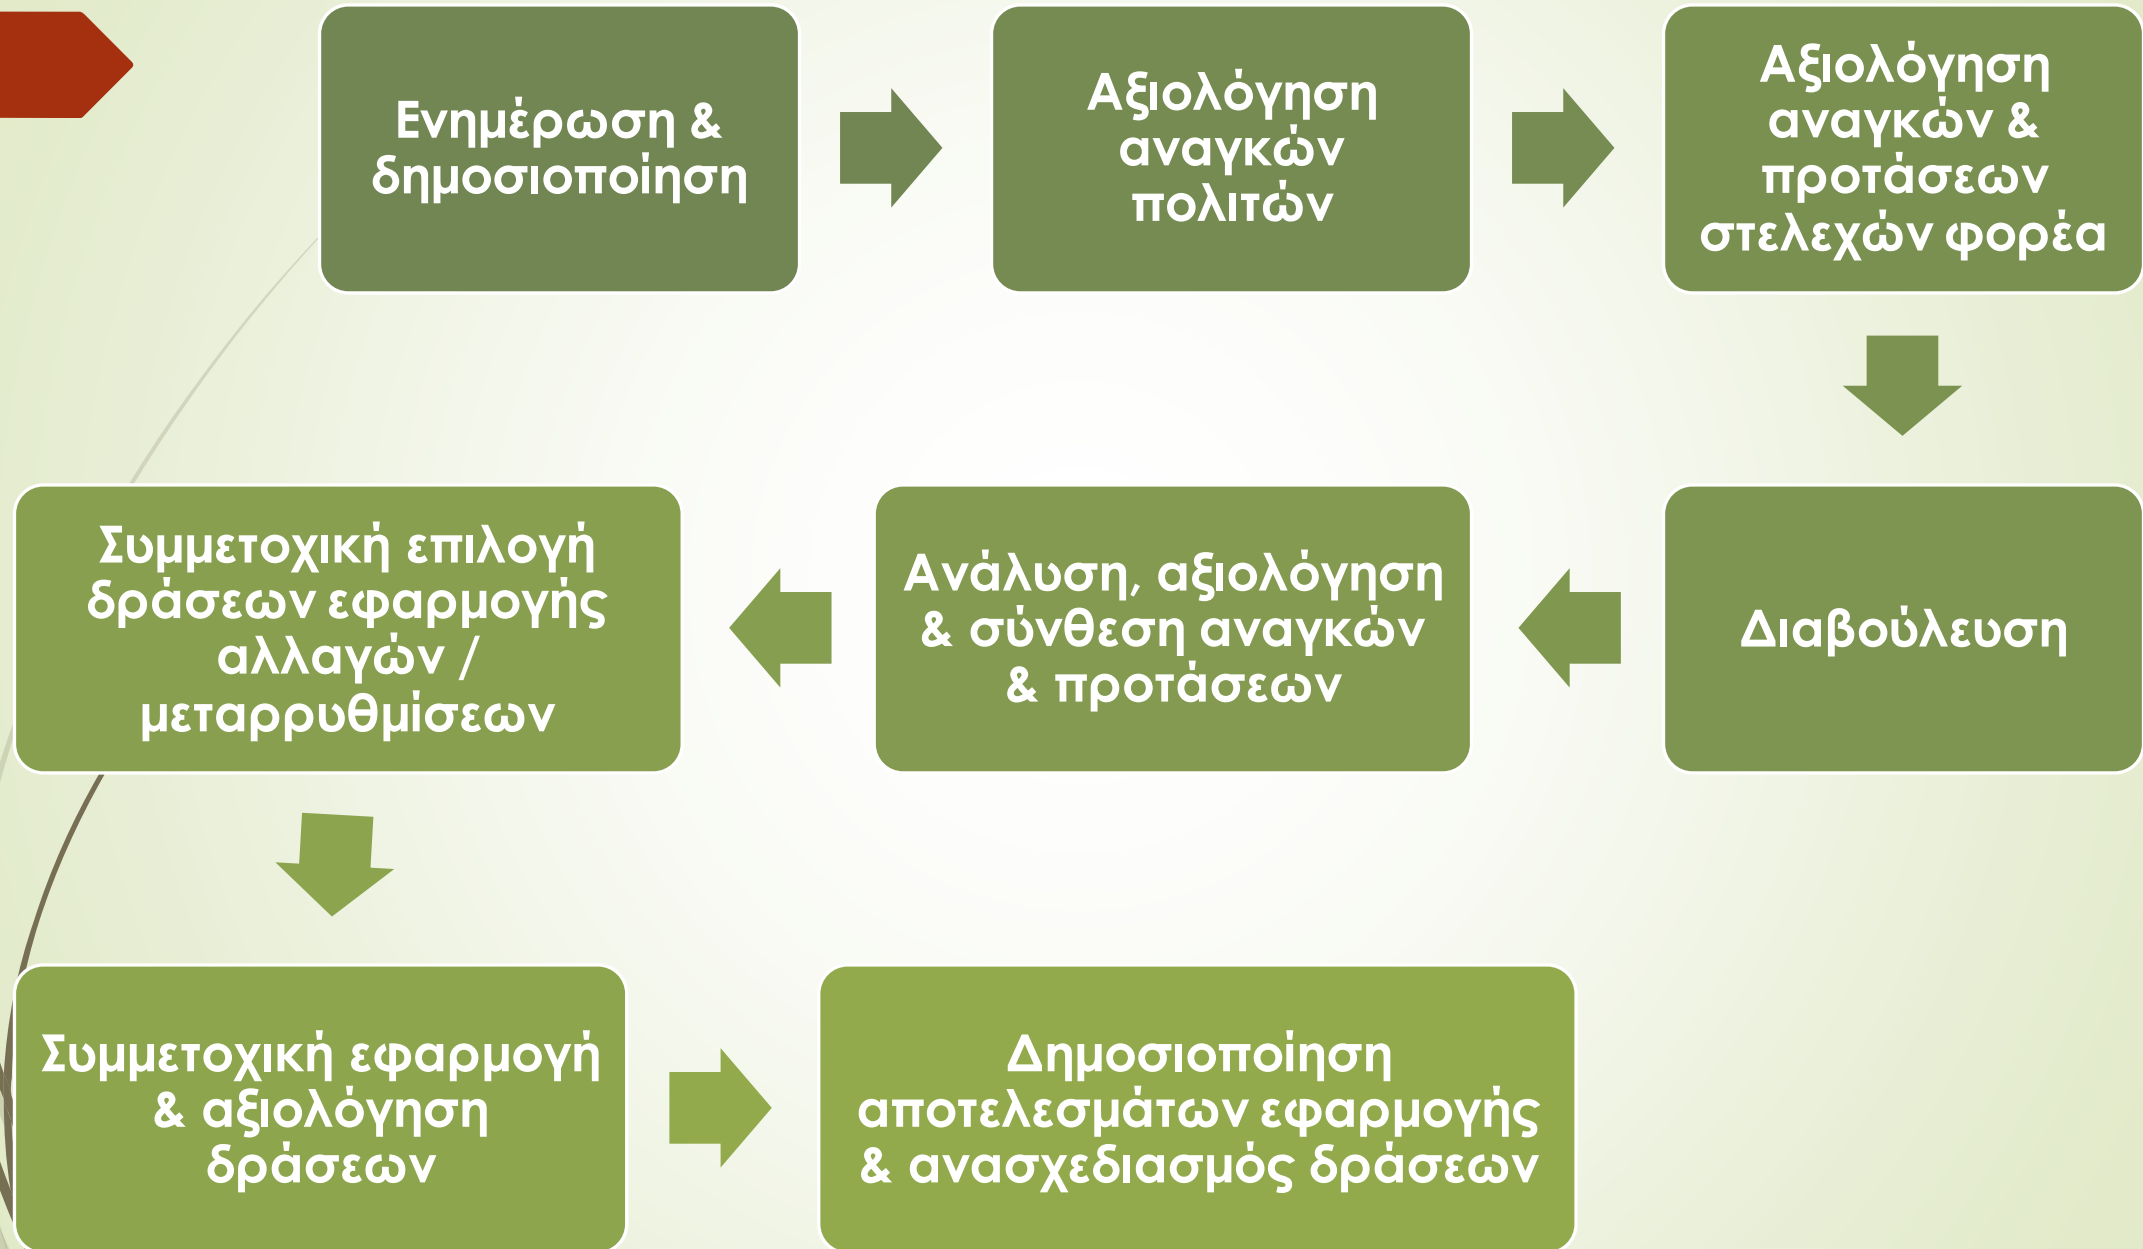 Ενημέρωση &
δημοσιοποίηση
Αξιολόγηση
αναγκών
πολιτών
Αξιολόγηση
αναγκών &
προτάσεων
στελεχών φορέα
Διαβούλευση
Ανάλυση, αξιολόγηση
& σύνθεση αναγκών
& προτάσεων
Συμμετοχική επιλογή
δράσεων εφαρμογής
αλλαγών /
μεταρρυθμίσεων
Συμμετοχική εφαρμογή
& αξιολόγηση
δράσεων
Δημοσιοποίηση
αποτελεσμάτων εφαρμογής
& ανασχεδιασμός δράσεων